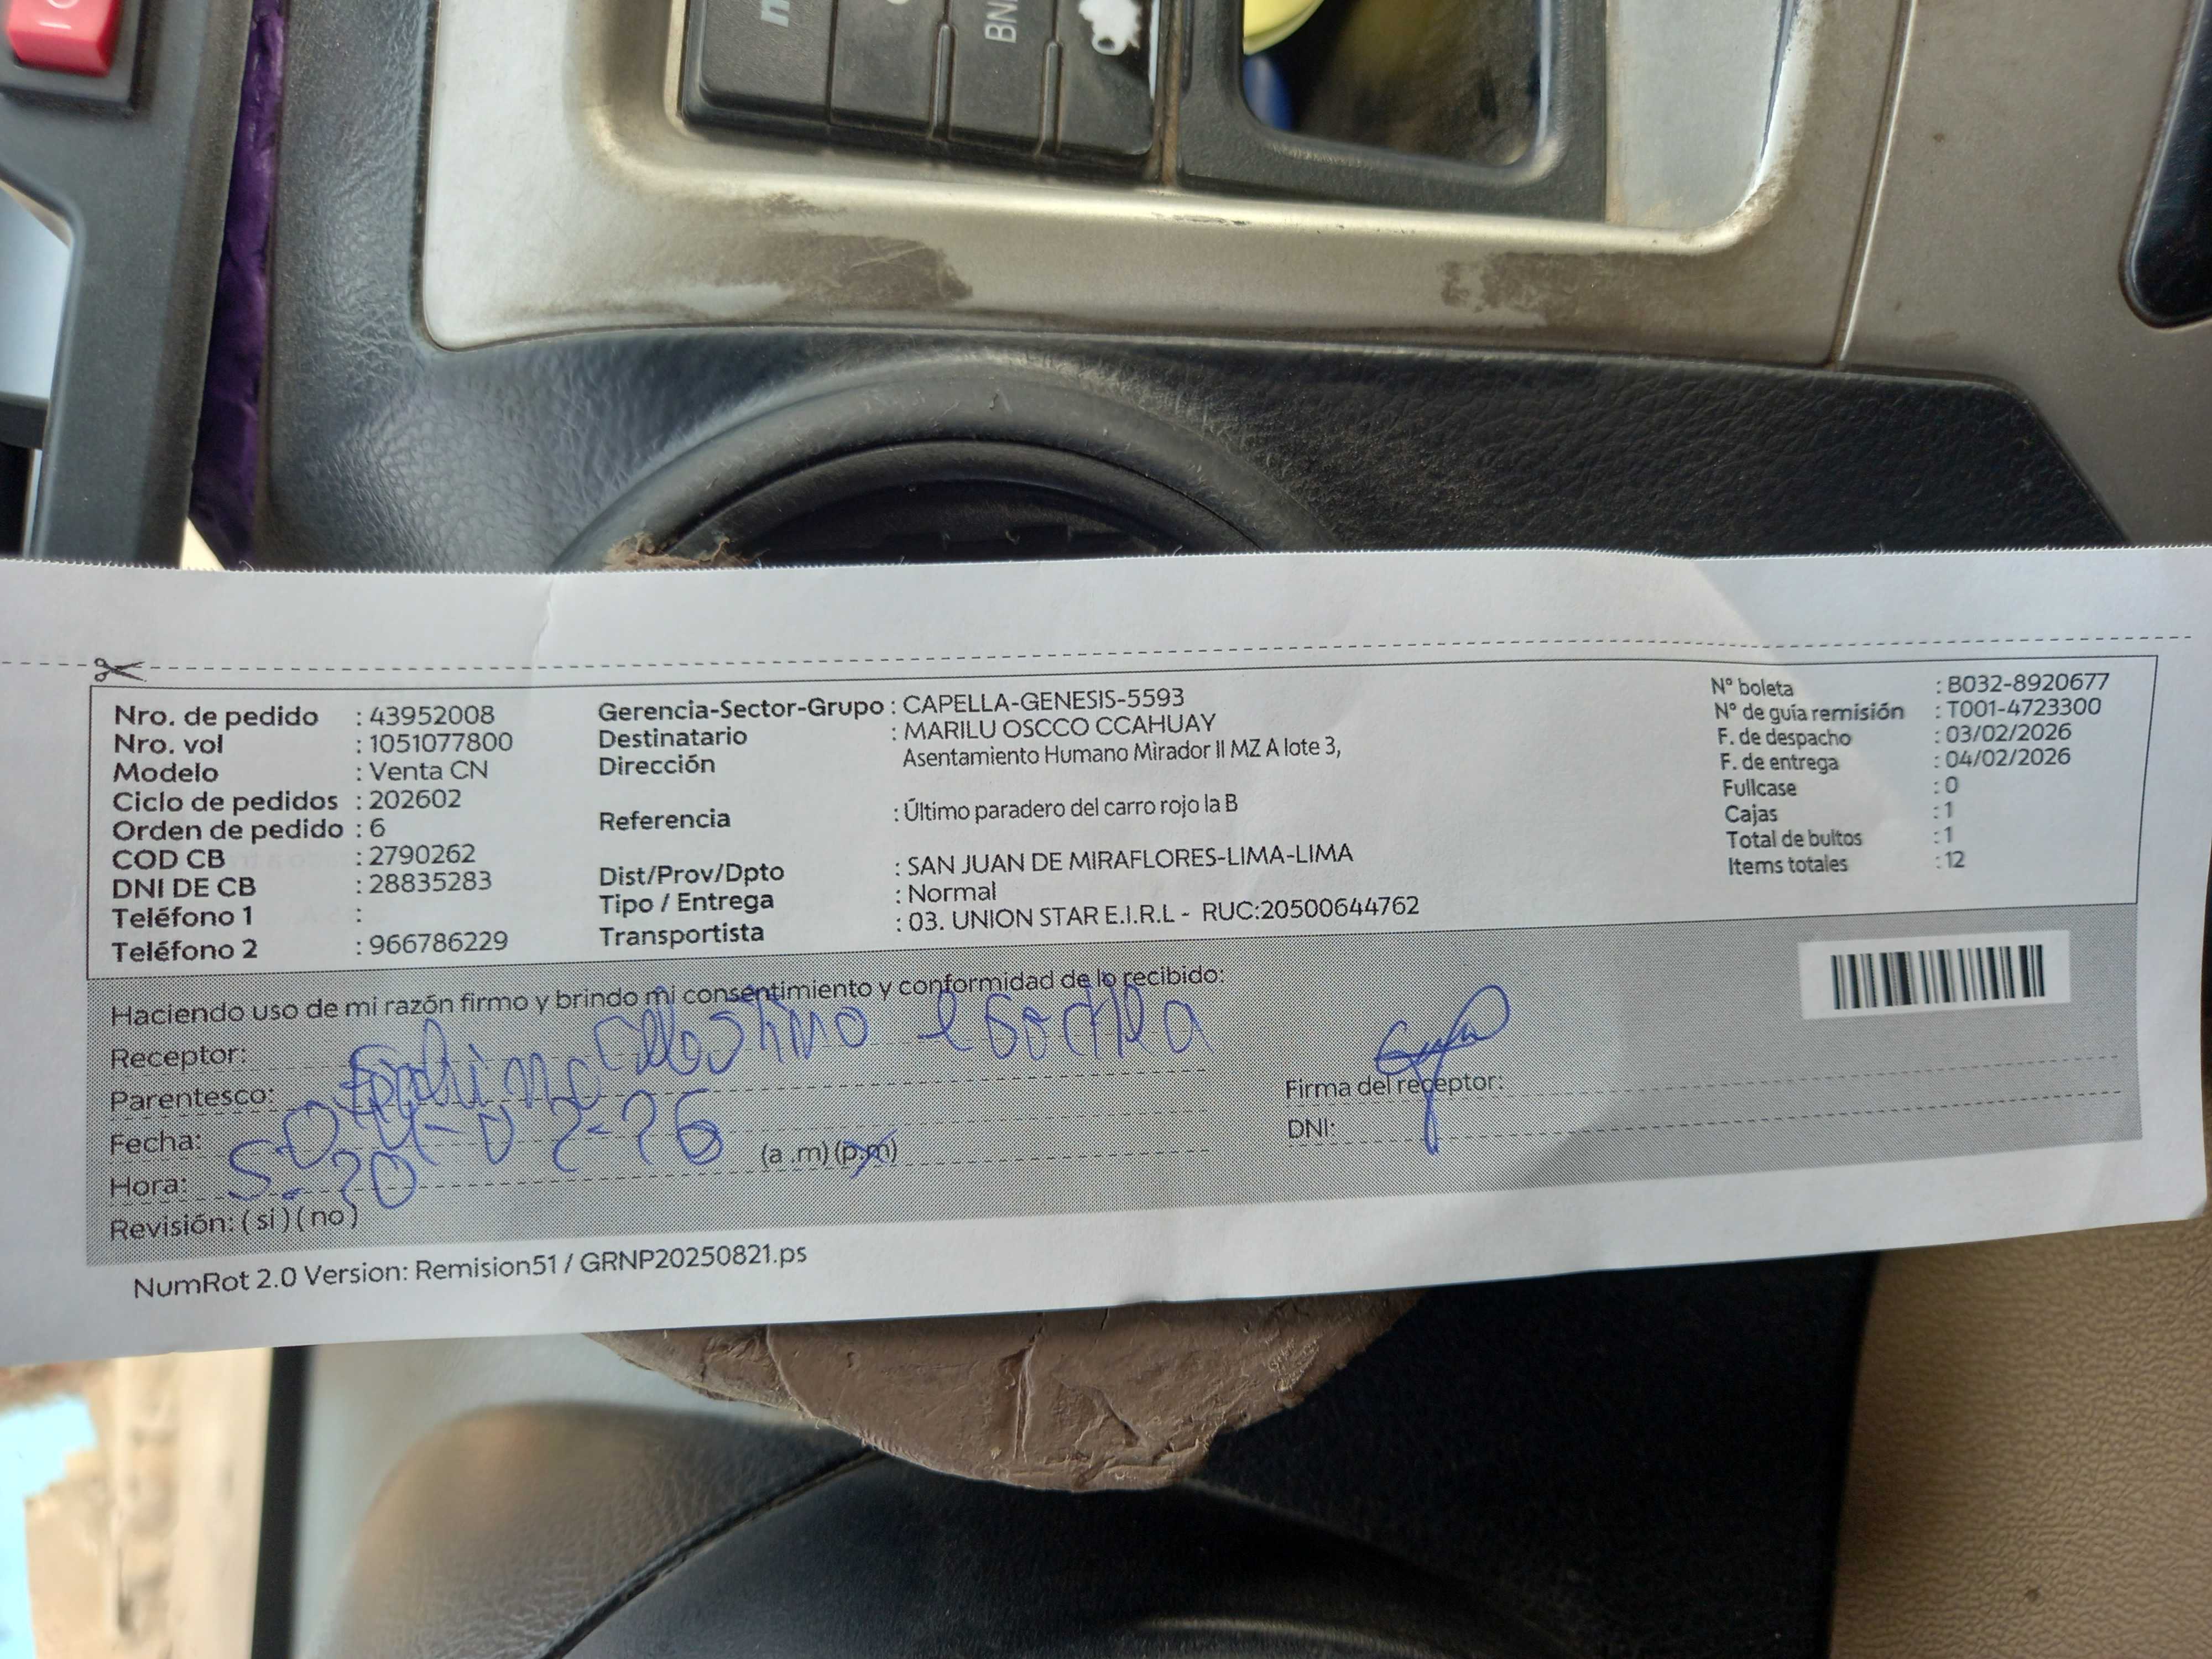 BN
Nro. de pedido : 43952008
Nro. vol : 1051077800
Modelo : Venta CN
Ciclo de pedidos : 202602
Orden de pedido : 6
COD CB : 2790262
DNI DE CB : 28835283
Teléfono 1 :
Teléfono 2 : 966786229
Gerencia-Sector-Grupo : CAPELLA-GENESIS-5593
Destinatario : MARILU OSCCO CCAHUAY
Dirección Asentamiento Humano Mirador II MZ A lote 3,
Referencia : Último paradero del carro rojo la B
Dist/Prov/Dpto : SAN JUAN DE MIRAFLORES-LIMA-LIMA
Tipo / Entrega : Normal
Transportista : 03. UNION STAR E.I.R.L - RUC:20500644762
N° boleta : B032-8920677
N° de guía remisión : T001-4723300
F. de despacho : 03/02/2026
F. de entrega : 04/02/2026
Fullcase : 0
Cajas : 1
Total de bultos : 1
Items totales : 12
Haciendo uso de mi razón firmo y brindo mi consentimiento y conformidad de lo recibido:
Receptor:
Parentesco:
Fecha: 04-02-26
Hora: 5.20 (a .m) (p.m)
Revisión: ( si ) ( no )
Firma del receptor:
DNI:
NumRot 2.0 Version: Remision51 / GRNP20250821.ps